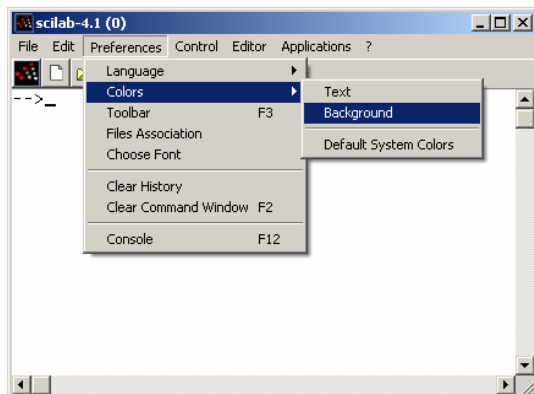 scilab-4.1 (0)
File Edit Preferences Control Editor Applications ?
-->_
Language
Colors
Toolbar F3
Files Association
Choose Font
Clear History
Clear Command Window F2
Console F12
Text
Background
Default System Colors